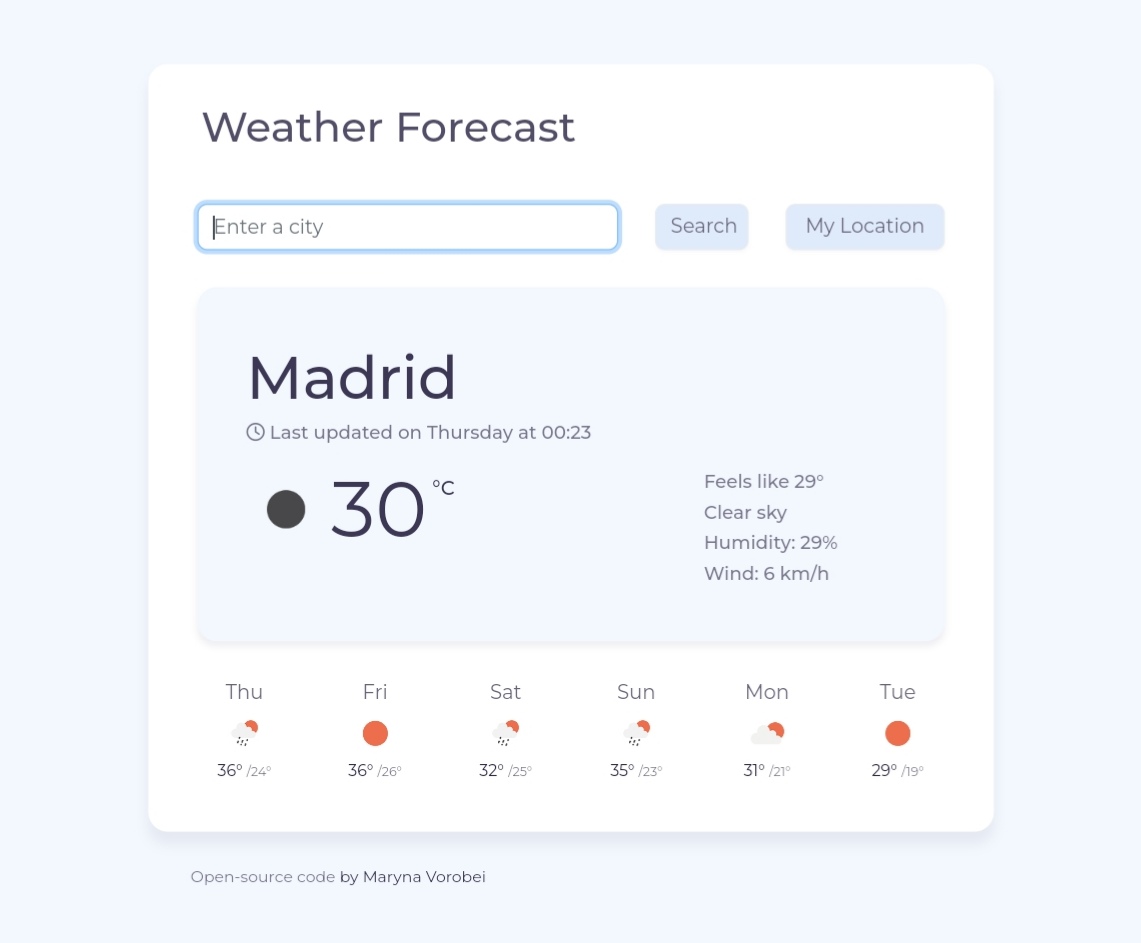 Weather Forecast
Enter a city
Search
My Location
Madrid
Last updated on Thursday at 00:23
30 °C
Feels like 29°
Clear sky
Humidity: 29%
Wind: 6 km/h
Thu Fri Sat Sun Mon Tue
36° /24° 36° /26° 32° /25° 35° /23° 31° /21° 29° /19°
Open-source code by Maryna Vorobei